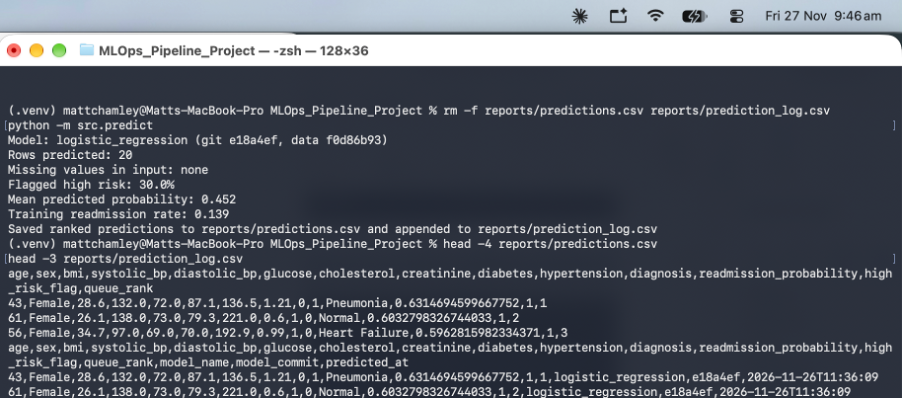 Fri 27 Nov 9:46 am
MLOps_Pipeline_Project — -zsh — 128×36
(.venv) mattchamley@Matts-MacBook-Pro MLOps_Pipeline_Project % rm -f reports/predictions.csv reports/prediction_log.csv
[python -m src.predict ]
Model: logistic_regression (git e18a4ef, data f0d86b93)
Rows predicted: 20
Missing values in input: none
Flagged high risk: 30.0%
Mean predicted probability: 0.452
Training readmission rate: 0.139
Saved ranked predictions to reports/predictions.csv and appended to reports/prediction_log.csv
(.venv) mattchamley@Matts-MacBook-Pro MLOps_Pipeline_Project % head -4 reports/predictions.csv
[head -3 reports/prediction_log.csv ]
age,sex,bmi,systolic_bp,diastolic_bp,glucose,cholesterol,creatinine,diabetes,hypertension,diagnosis,readmission_probability,high
_risk_flag,queue_rank
43,Female,28.6,132.0,72.0,87.1,136.5,1.21,0,1,Pneumonia,0.6314694599667752,1,1
61,Female,26.1,138.0,73.0,79.3,221.0,0.6,1,0,Normal,0.6032798326744033,1,2
56,Female,34.7,97.0,69.0,70.0,192.9,0.99,1,0,Heart Failure,0.5962815982334371,1,3
age,sex,bmi,systolic_bp,diastolic_bp,glucose,cholesterol,creatinine,diabetes,hypertension,diagnosis,readmission_probability,high
_risk_flag,queue_rank,model_name,model_commit,predicted_at
43,Female,28.6,132.0,72.0,87.1,136.5,1.21,0,1,Pneumonia,0.6314694599667752,1,1,logistic_regression,e18a4ef,2026-11-26T11:36:09
61,Female,26.1,138.0,73.0,79.3,221.0,0.6,1,0,Normal,0.6032798326744033,1,2,logistic_regression,e18a4ef,2026-11-26T11:36:09